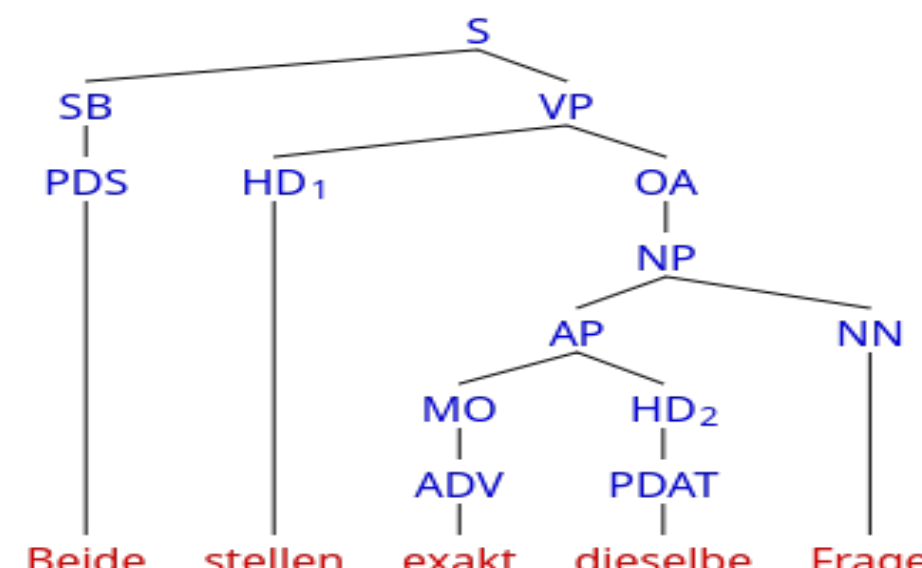 S
SB VP
PDS HD₁ OA
NP
AP NN
MO HD₂
ADV PDAT
Beide stellen exakt dieselbe Frage